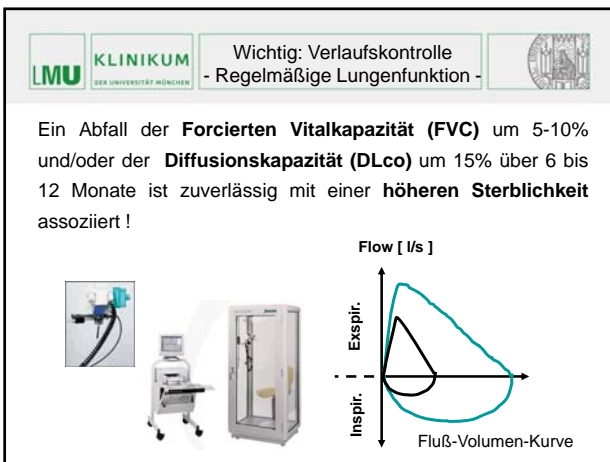 LMU
KLINIKUM
DER UNIVERSITÄT MÜNCHEN
Wichtig: Verlaufskontrolle
- Regelmäßige Lungenfunktion -
Ein Abfall der Forcierten Vitalkapazität (FVC) um 5-10%
und/oder der Diffusionskapazität (DLco) um 15% über 6 bis
12 Monate ist zuverlässig mit einer höheren Sterblichkeit
assoziiert !
Flow [ l/s ]
Exspir.
Inspir.
Fluß-Volumen-Kurve